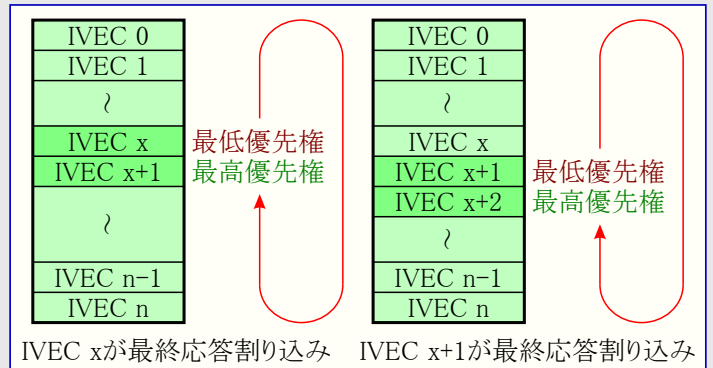 IVEC 0
IVEC 1
~
IVEC x 最低優先権
IVEC x+1 最高優先権
~
IVEC n-1
IVEC n
IVEC xが最終応答割り込み
IVEC 0
IVEC 1
~
IVEC x
IVEC x+1 最低優先権
IVEC x+2 最高優先権
~
IVEC n-1
IVEC n
IVEC x+1が最終応答割り込み